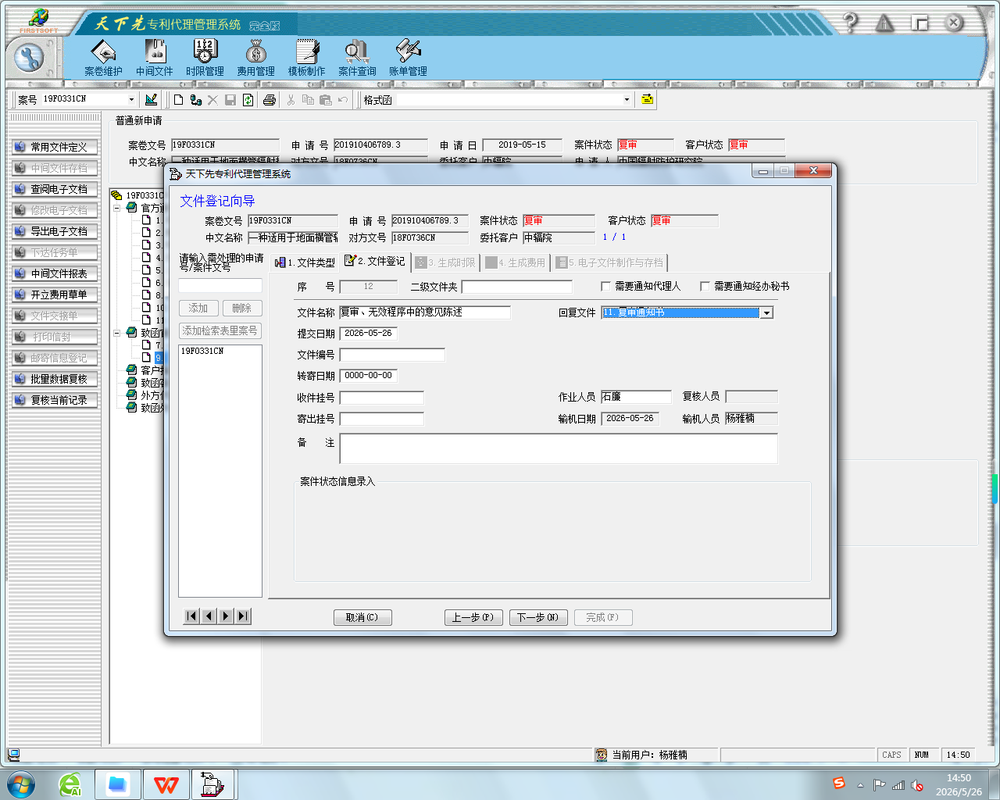 FIRSTSOFT
天下先专利代理管理系统 完全版
案卷维护 中间文件 时限管理 费用管理 模板制作 案件查询 账单管理
案号 19F0331CN 格式函
普通新申请
案卷文号 19F0331CN 申 请 号 201910406789.3 申 请 日 2019-05-15 案件状态 复审 客户状态 复审
中文名称 一种适用于地面横管辐射 对方文号 18F0736CN 委托客户 中辐院 申 请 人 中国辐射防护研究院
常用文件定义
中间文件存档
查阅电子文档
修改电子文档
导出电子文档
下达任务单
中间文件报表
开立费用草单
文件交接单
打印信封
邮寄信息登记
批量数据复核
复核当前记录
19F0331C
官方
1.
2.
3.
4.
5.
6.
8.
10
11
致函官
7.
9.
客户
致函
外方
致函
天下先专利代理管理系统
文件登记向导
案卷文号 19F0331CN 申 请 号 201910406789.3 案件状态 复审 客户状态 复审
中文名称 一种适用于地面横管辐 对方文号 18F0736CN 委托客户 中辐院 1 / 1
请输入需处理的申请号/案件文号
添加 删除
添加检索表里案号
19F0331CN
1.文件类型 2.文件登记 3.生成时限 4.生成费用 5.电子文件制作与存档
序 号 12 二级文件夹 需要通知代理人 需要通知经办秘书
文件名称 复审、无效程序中的意见陈述 回复文件 11.复审通知书
提交日期 2026-05-26
文件编号
转寄日期 0000-00-00
收件挂号 作业人员 石廉 复核人员
寄出挂号 输机日期 2026-05-26 输机人员 杨雅楠
备 注
案件状态信息录入
取消(C) 上一步(P) 下一步(N) 完成(F)
当前用户：杨雅楠 CAPS NUM 14:50
14:50
2026/5/26